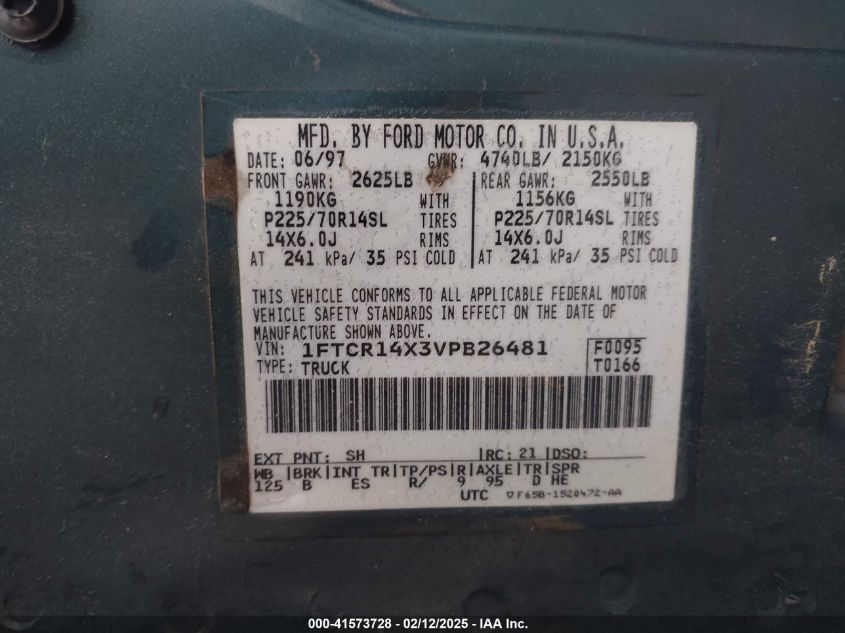 MFD. BY FORD MOTOR CO. IN U.S.A.
DATE: 06/97 GVWR: 4740LB/ 2150KG
FRONT GAWR: 2625LB REAR GAWR: 2550LB
1190KG WITH 1156KG WITH
P225/70R14SL TIRES P225/70R14SL TIRES
14X6.0J RIMS 14X6.0J RIMS
AT 241 kPa/ 35 PSI COLD AT 241 kPa/ 35 PSI COLD
THIS VEHICLE CONFORMS TO ALL APPLICABLE FEDERAL MOTOR
VEHICLE SAFETY STANDARDS IN EFFECT ON THE DATE OF
MANUFACTURE SHOWN ABOVE.
VIN: 1FTCR14X3VPB26481 F0095
TYPE: TRUCK T0166
EXT PNT: SH RC: 21 DSO:
WB BRK INT TR TP/PS R AXLE TR SPR
125 B ES R/ 9 95 D HE
UTC ▽F65B-1520472-AA
000-41573728 - 02/12/2025 - IAAI Inc.